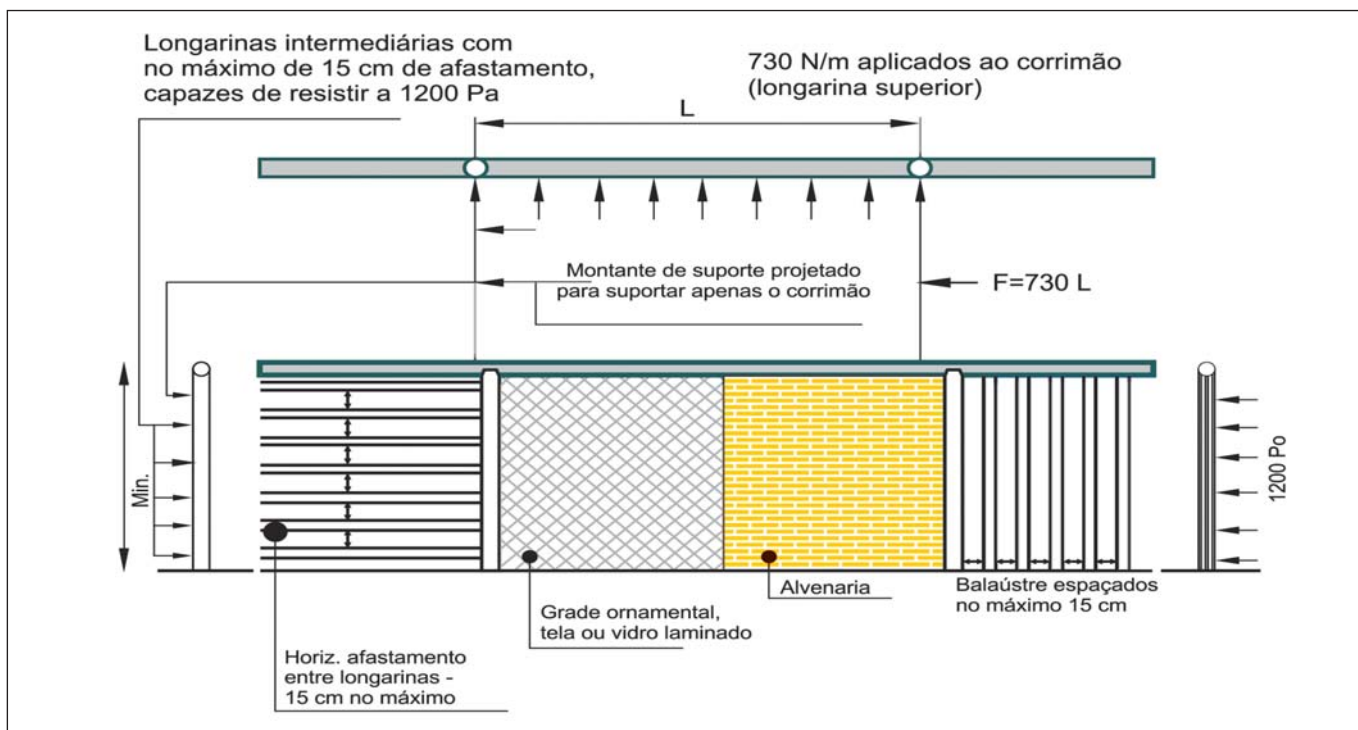 Longarinas intermediárias com
no máximo de 15 cm de afastamento,
capazes de resistir a 1200 Pa
730 N/m aplicados ao corrimão
(longarina superior)
L
Montante de suporte projetado
para suportar apenas o corrimão
F=730 L
Min.
1200 Po
Alvenaria
Balaústre espaçados
no máximo 15 cm
Grade ornamental,
tela ou vidro laminado
Horiz. afastamento
entre longarinas -
15 cm no máximo